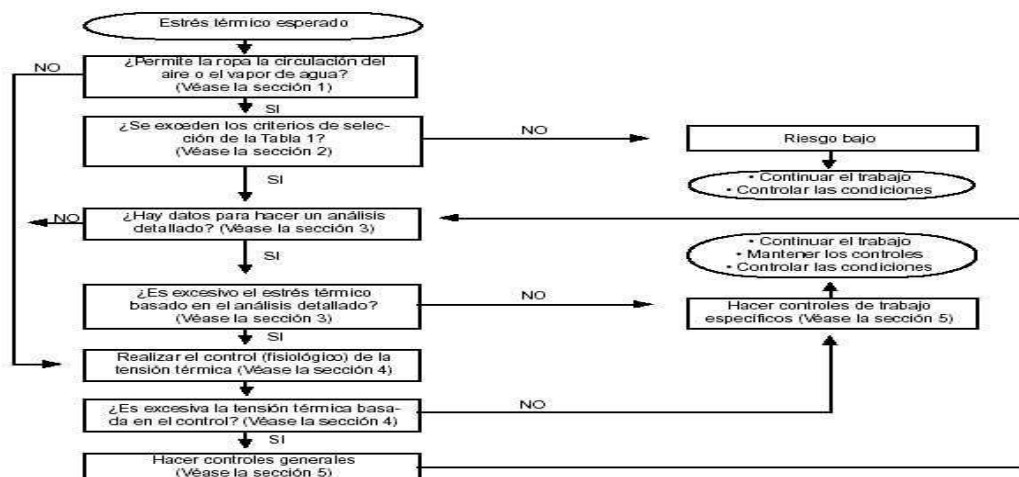 Estrés térmico esperado
NO
¿Permite la ropa la circulación del
aire o el vapor de agua?
(Véase la sección 1)
SI
¿Se exceden los criterios de selec-
ción de la Tabla 1?
(Véase la sección 2)
NO
Riesgo bajo
• Continuar el trabajo
• Controlar las condiciones
SI
NO
¿Hay datos para hacer un análisis
detallado? (Véase la sección 3)
SI
• Continuar el trabajo
• Mantener los controles
• Controlar las condiciones
¿Es excesivo el estrés térmico
basado en el análisis detallado?
(Véase la sección 3)
NO
Hacer controles de trabajo
específicos (Véase la sección 5)
SI
Realizar el control (fisiológico) de la
tensión térmica (Véase la sección 4)
¿Es excesiva la tensión térmica basa-
da en el control? (Véase la sección 4)
NO
SI
Hacer controles generales
(Véase la sección 5)